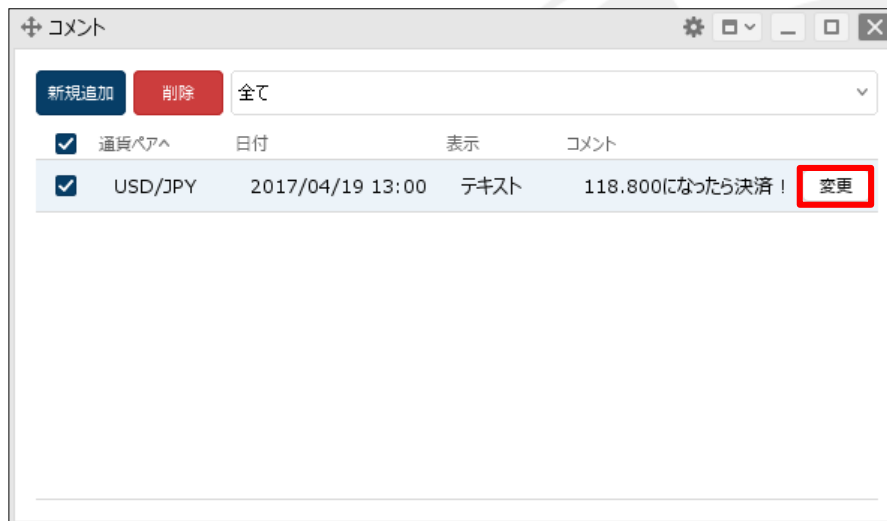 コメント
新規追加 削除 全て
通貨ペアへ 日付 表示 コメント
USD/JPY 2017/04/19 13:00 テキスト 118.800になったら決済! 変更